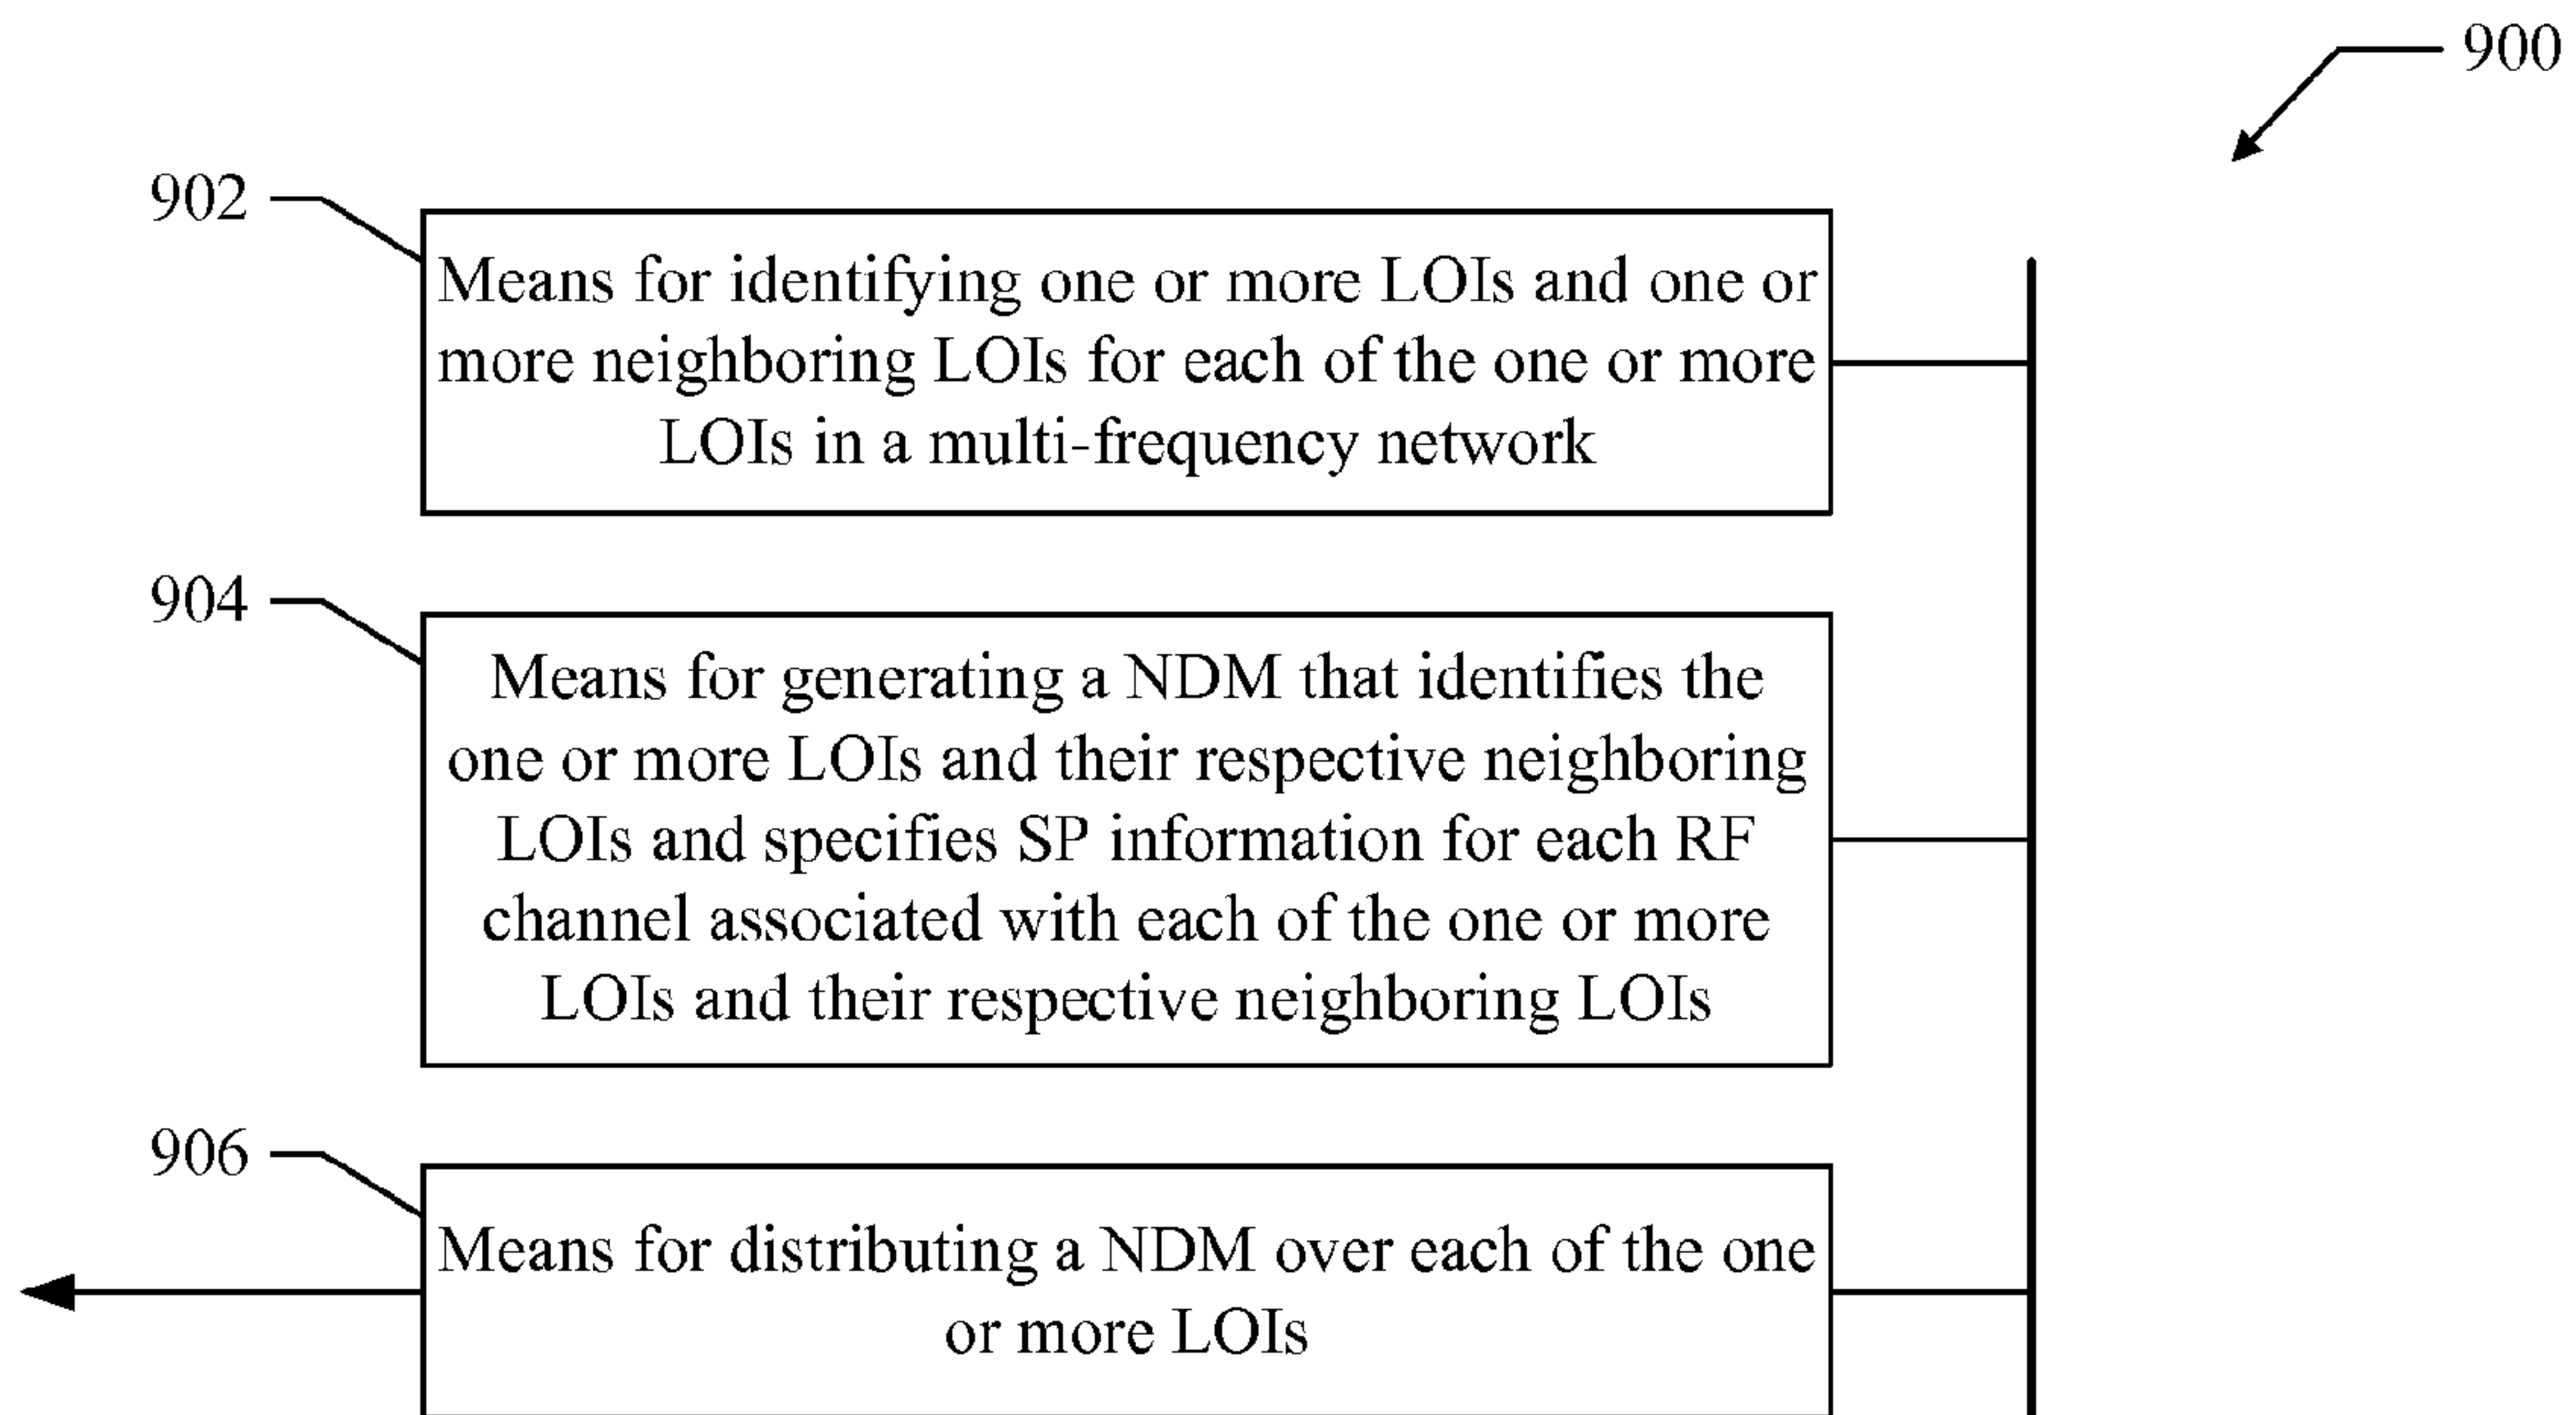 900
902
Means for identifying one or more LOIs and one or
more neighboring LOIs for each of the one or more
LOIs in a multi-frequency network
904
Means for generating a NDM that identifies the
one or more LOIs and their respective neighboring
LOIs and specifies SP information for each RF
channel associated with each of the one or more
LOIs and their respective neighboring LOIs
906
Means for distributing a NDM over each of the one
or more LOIs